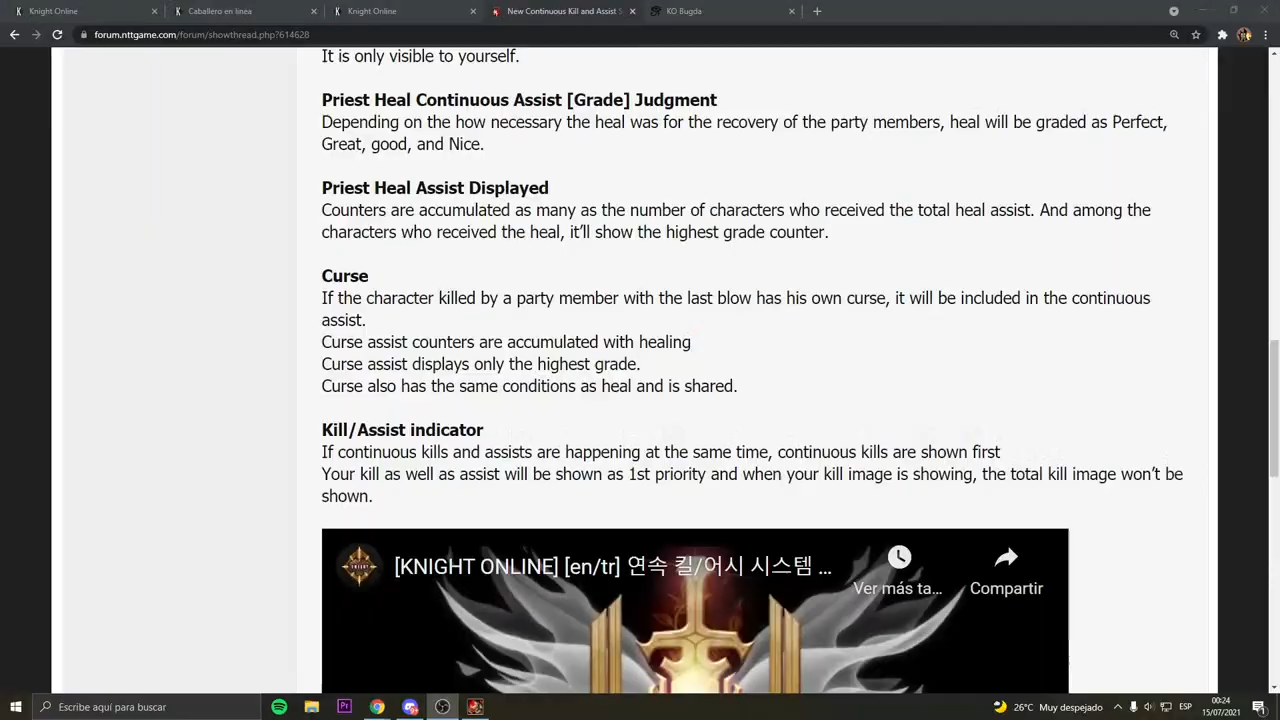 Knight Online
Caballero en línea
Knight Online
New Continuous Kill and Assist S
KO Bugda
forum.nttgame.com/forum/showthread.php?614628
It is only visible to yourself.
Priest Heal Continuous Assist [Grade] Judgment
Depending on the how necessary the heal was for the recovery of the party members, heal will be graded as Perfect,
Great, good, and Nice.
Priest Heal Assist Displayed
Counters are accumulated as many as the number of characters who received the total heal assist. And among the
characters who received the heal, it'll show the highest grade counter.
Curse
If the character killed by a party member with the last blow has his own curse, it will be included in the continuous
assist.
Curse assist counters are accumulated with healing
Curse assist displays only the highest grade.
Curse also has the same conditions as heal and is shared.
Kill/Assist indicator
If continuous kills and assists are happening at the same time, continuous kills are shown first
Your kill as well as assist will be shown as 1st priority and when your kill image is showing, the total kill image won't be
shown.
KNIGHT
[KNIGHT ONLINE] [en/tr] 연속 킬/어시 시스템 ...
Ver más ta...
Compartir
Escribe aquí para buscar
Pr
26°C Muy despejado
ESP
00:24
15/07/2021